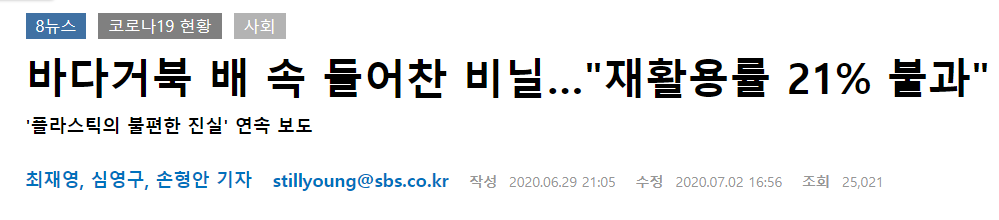 8뉴스 코로나19 현황 사회
바다거북 배 속 들어찬 비닐..."재활용률 21% 불과"
'플라스틱의 불편한 진실' 연속 보도
최재영, 심영구, 손형안 기자 stillyoung@sbs.co.kr 작성 2020.06.29 21:05 수정 2020.07.02 16:56 조회 25,021